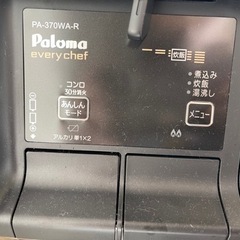 PA-370WA-R
Paloma
every chef
炊飯
コンロ
30分消火
あんしん
モード
アルカリ 単1×2
• 煮込み
• 炊飯
• 湯沸し
メニュー